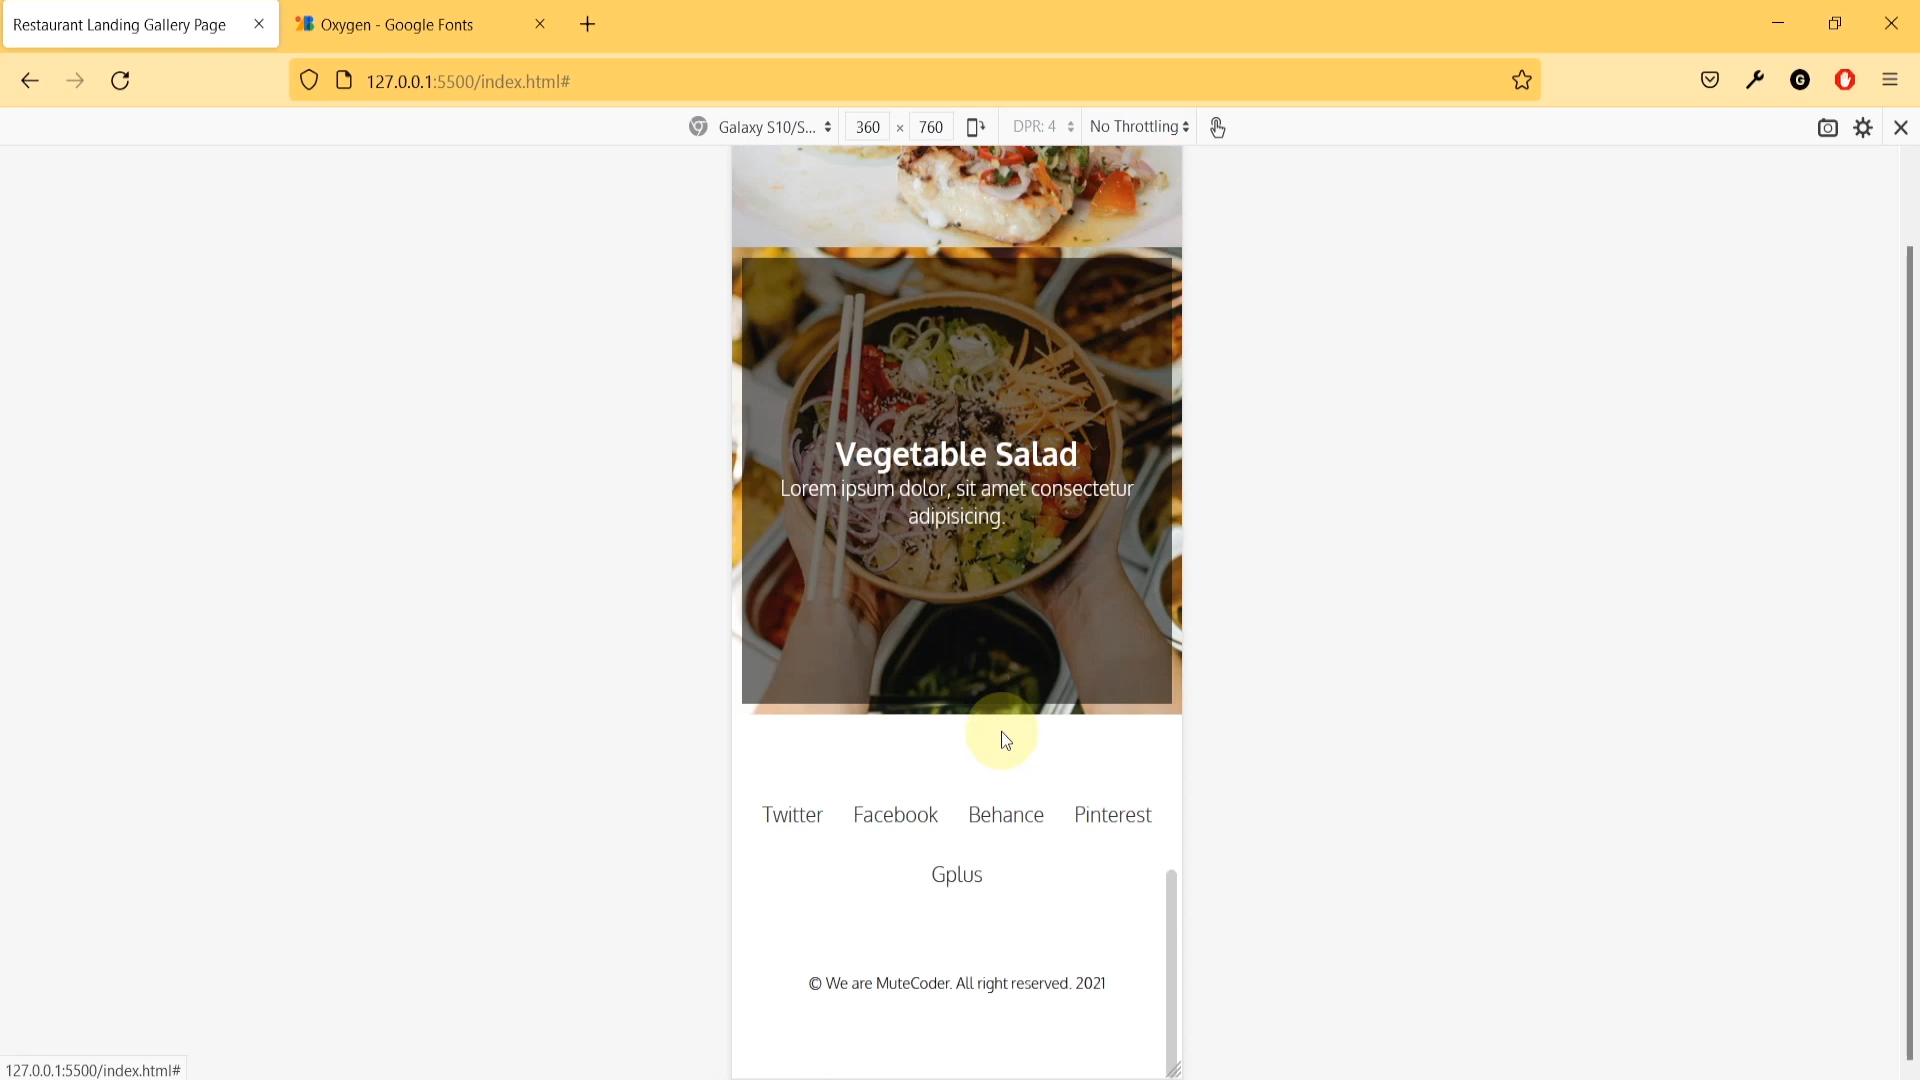 Restaurant Landing Gallery Page
Oxygen - Google Fonts
127.0.0.1:5500/index.html#
Galaxy S10/S... 360 × 760 DPR: 4 No Throttling
Vegetable Salad
Lorem ipsum dolor, sit amet consectetur
adipisicing.
Twitter Facebook Behance Pinterest
Gplus
© We are MuteCoder. All right reserved. 2021
127.0.0.1:5500/index.html#